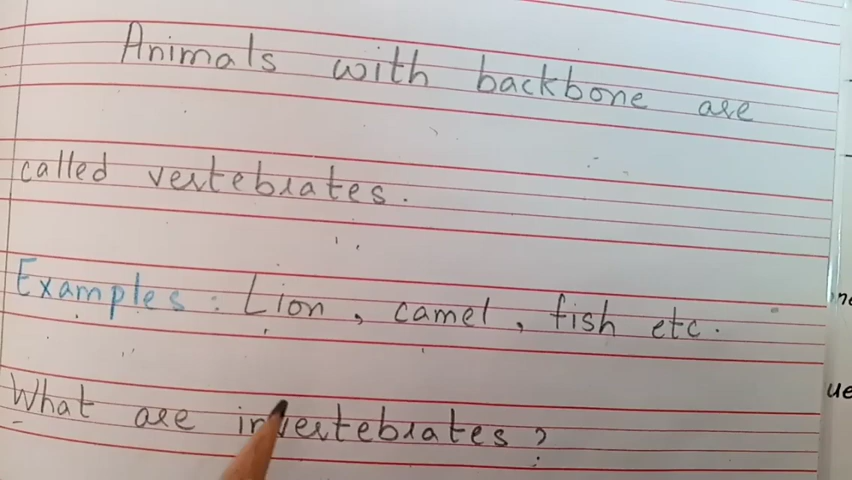 Animals with backbone are
called vertebrates.
Examples: Lion, camel, fish etc.
What are invertebrates?